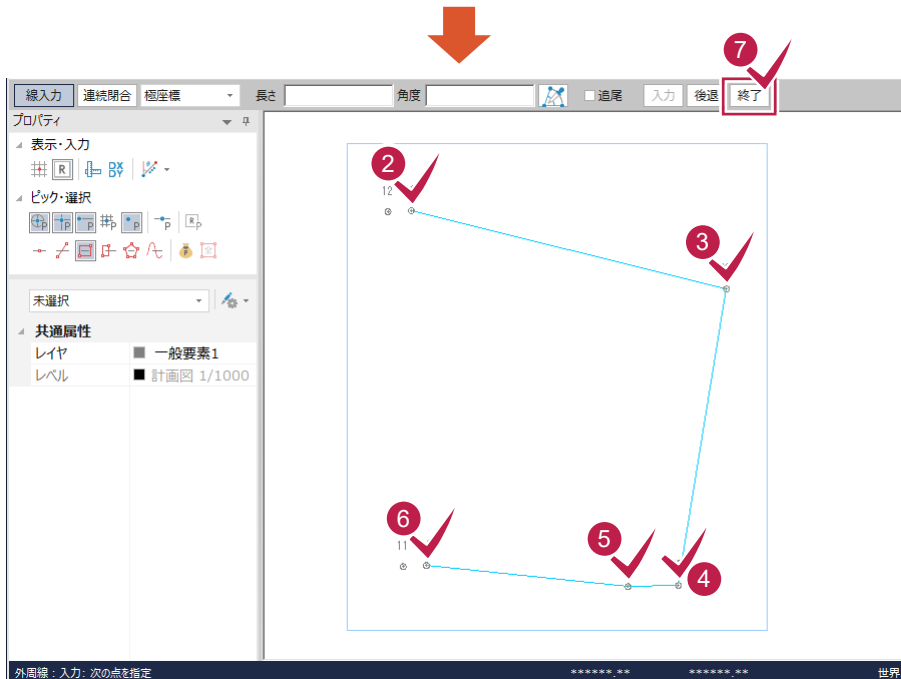 7
線入力 連続閉合 極座標 長さ 角度 追尾 入力 後退 終了
プロパティ
表示・入力
R DX DY
ピック・選択
P P P P P P R P
未選択
共通属性
レイヤ 一般要素1
レベル 計画図 1/1000
2
12
3
6
11
5
4
外周線：入力: 次の点を指定 ******.** ******.** 世界